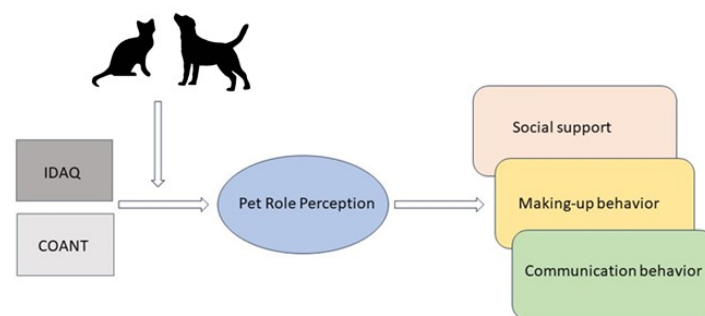 IDAQ
COANT
Pet Role Perception
Social support
Making-up behavior
Communication behavior